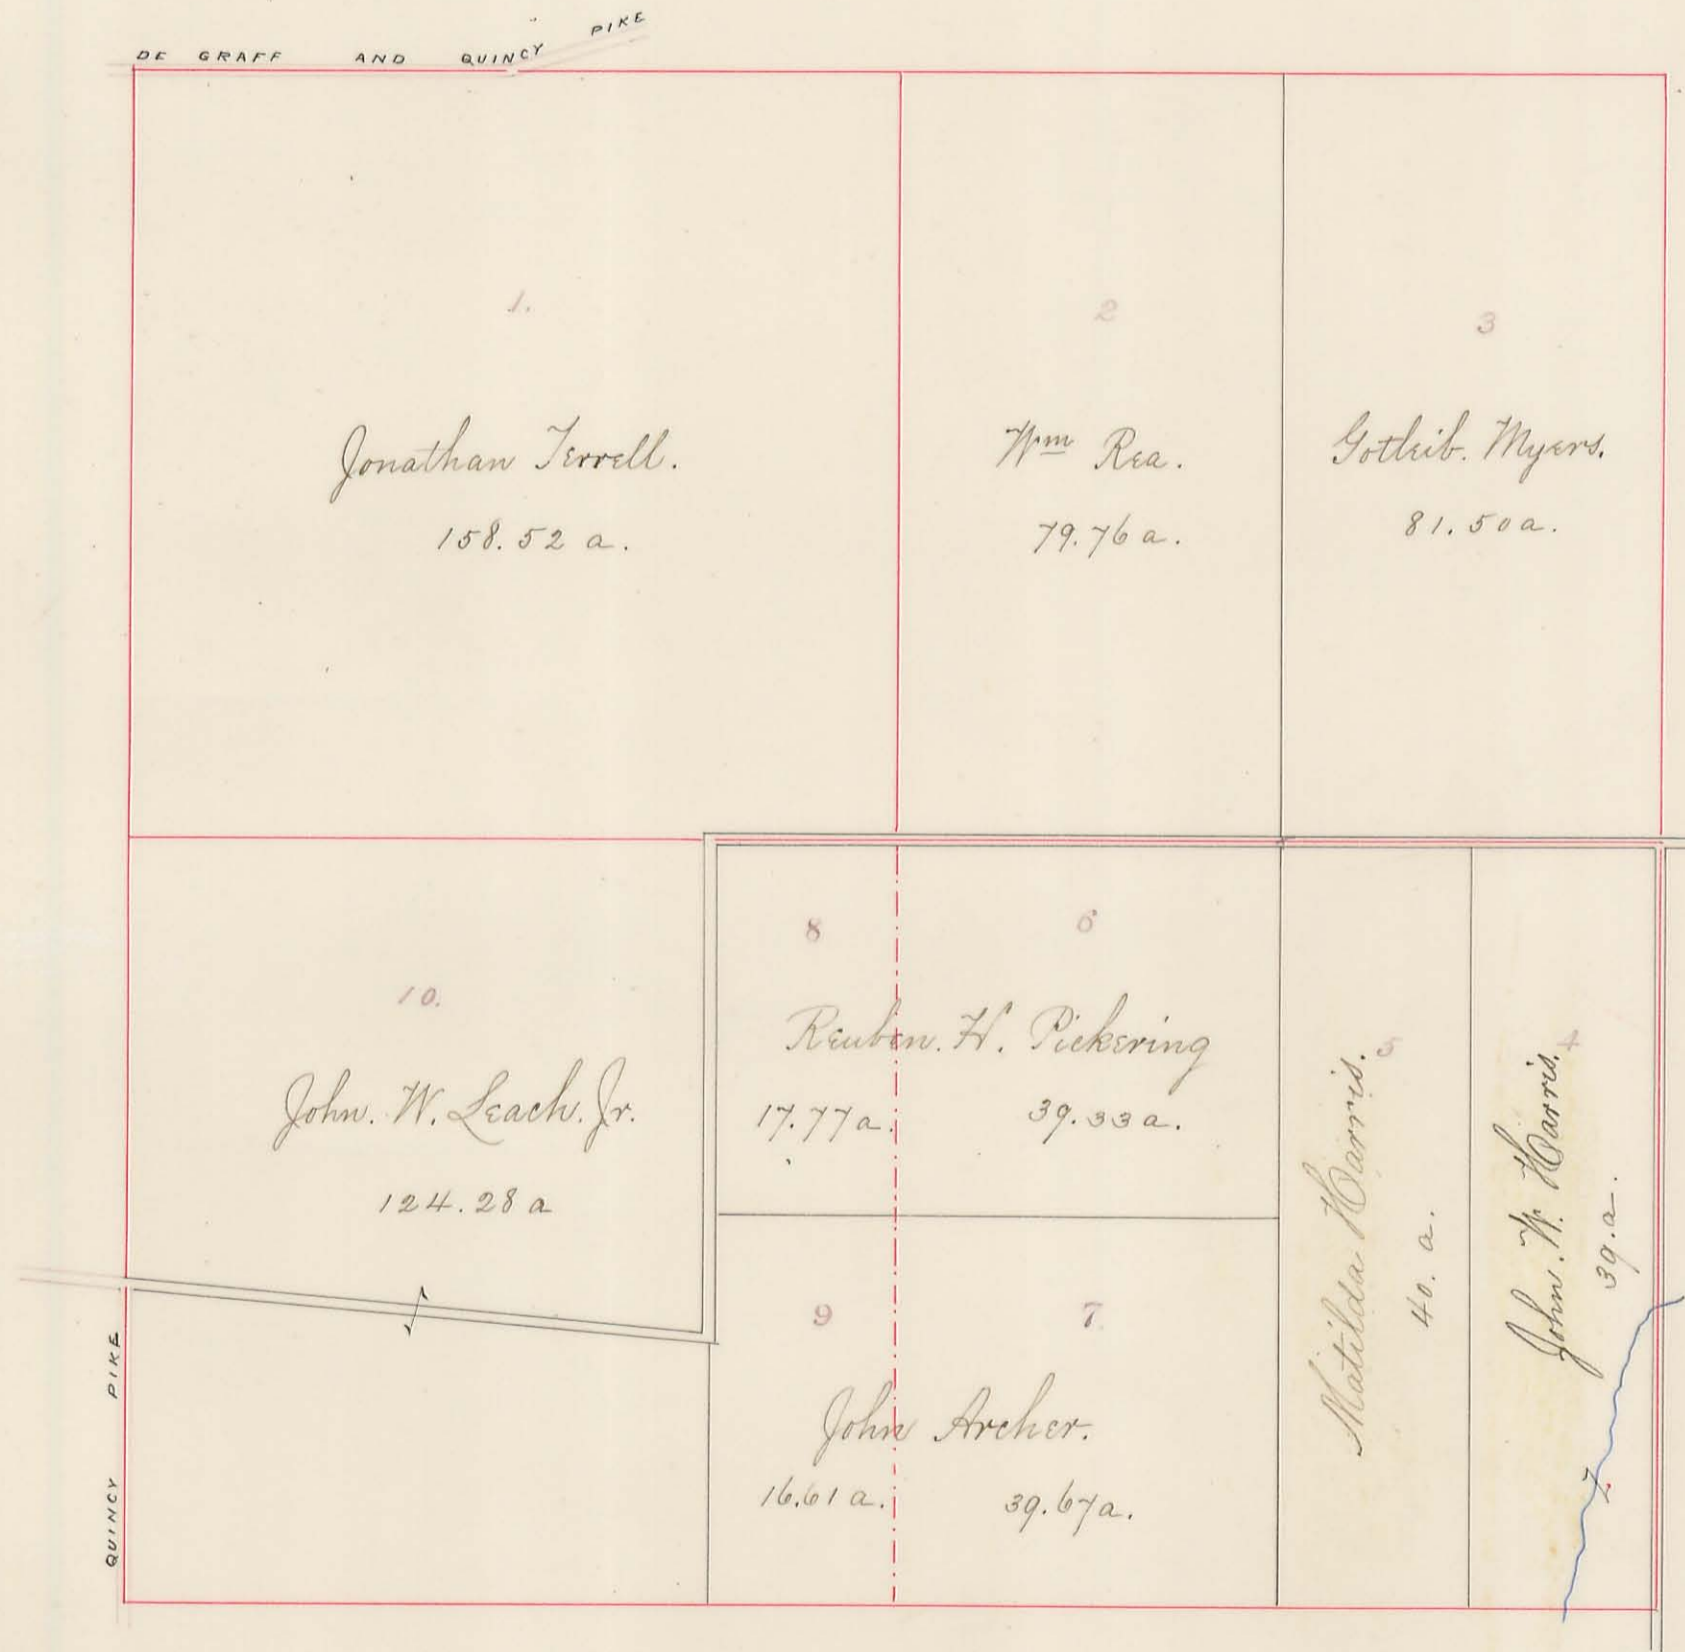 DE GRAFF AND QUINCY PIKE
1.
Jonathan Terrell.
158.52 a.
2
Wm Rea.
79.76 a.
3
Gotleib. Myers.
81.50 a.
10.
John. W. Leach. Jr.
124.28 a
8
6
Reuben. H. Pickering
17.77 a.
39.33 a.
9
7
John Archer.
16.61 a.
39.67 a.
5
Matilda Harris.
40. a.
4
John. W. Harris.
39. a.
QUINCY PIKE